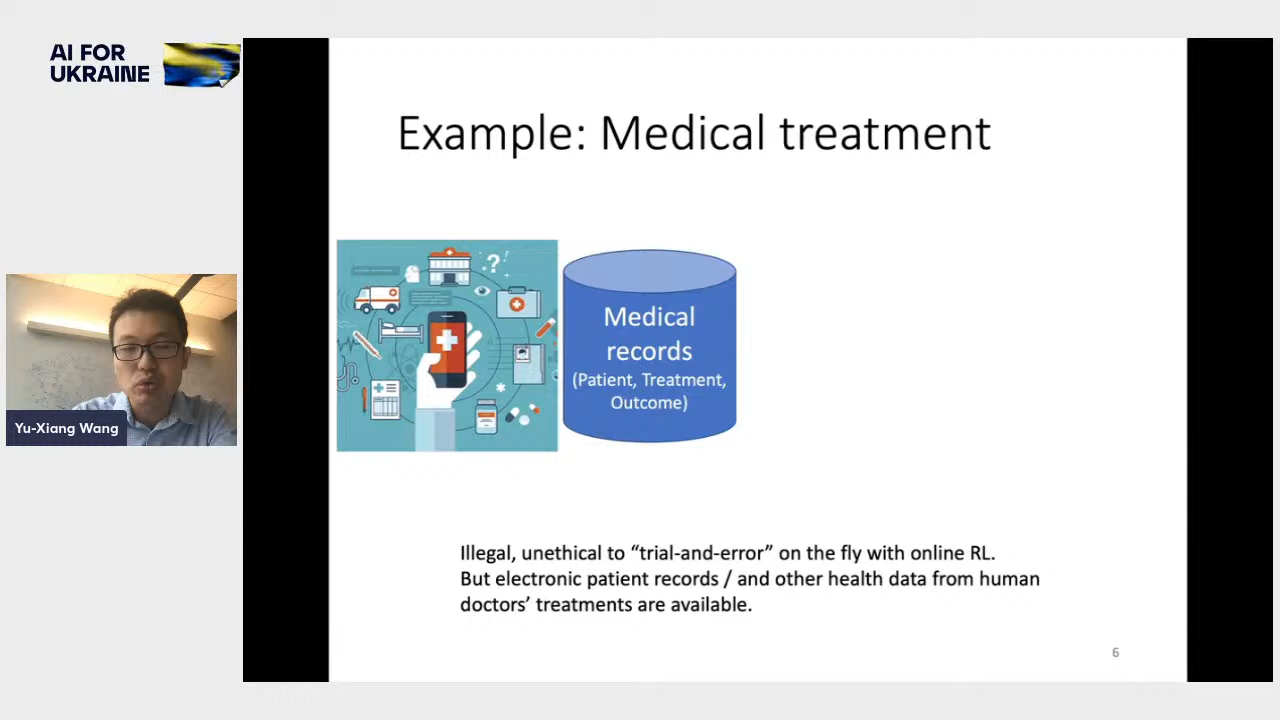 AI FOR
UKRAINE
Example: Medical treatment
?!
Medical
records
(Patient, Treatment,
Outcome)
Yu-Xiang Wang
Illegal, unethical to “trial-and-error” on the fly with online RL.
But electronic patient records / and other health data from human
doctors’ treatments are available.
6